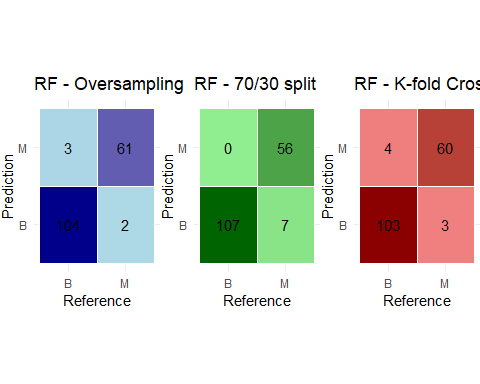 RF - Oversampling
RF - 70/30 split
RF - K-fold Cros
Prediction
M
B
3
61
104
2
B
M
Reference
Prediction
M
B
0
56
107
7
B
M
Reference
Prediction
M
B
4
60
103
3
B
M
Reference